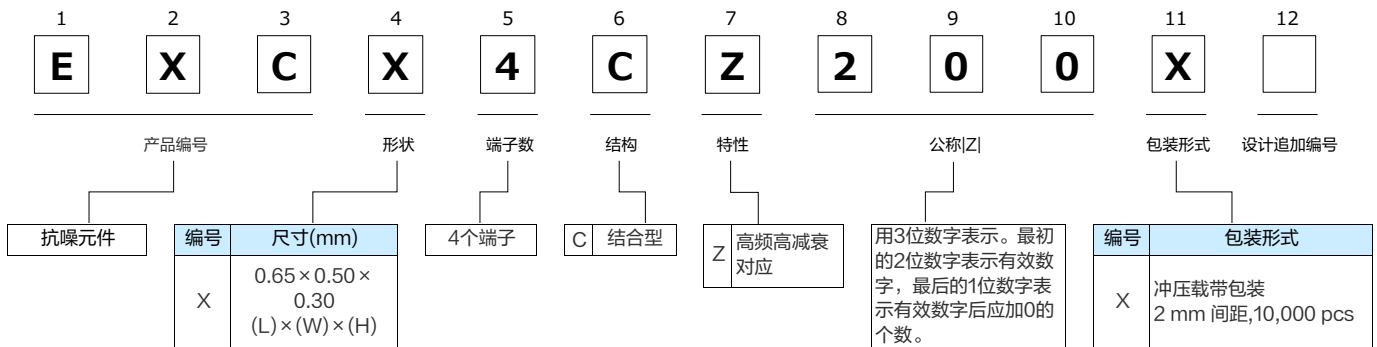 1 2 3 4 5 6 7 8 9 10 11 12
E X C X 4 C Z 2 0 0 X
产品编号 形状 端子数 结构 特性 公称|Z| 包装形式 设计追加编号
抗噪元件
编号 尺寸(mm)
X
0.65×0.50×
0.30
(L)×(W)×(H)
4个端子
C 结合型
Z
高频高减衰
对应
用3位数字表示。最初
的2位数字表示有效数
字，最后的1位数字表
示有效数字后应加0的
个数。
编号 包装形式
X
冲压载带包装
2 mm 间距,10,000 pcs